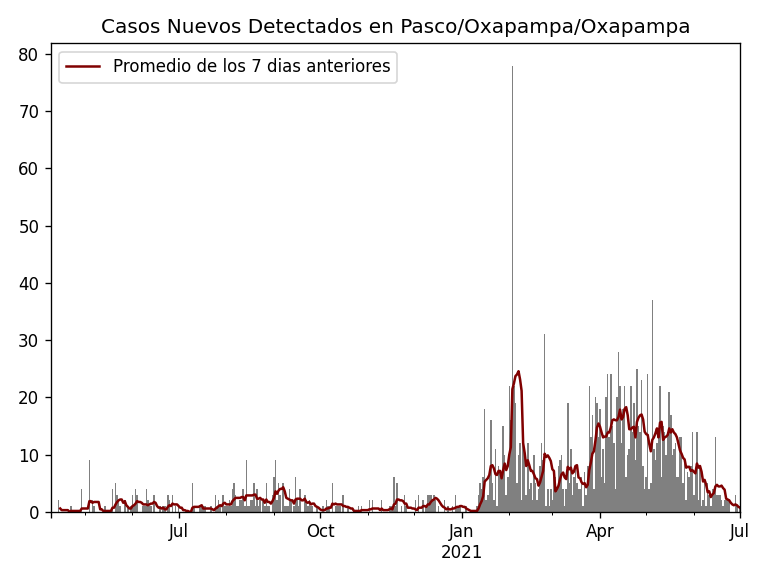 Casos Nuevos Detectados en Pasco/Oxapampa/Oxapampa
Promedio de los 7 dias anteriores
80
70
60
50
40
30
20
10
0
Jul
Oct
Jan
2021
Apr
Jul